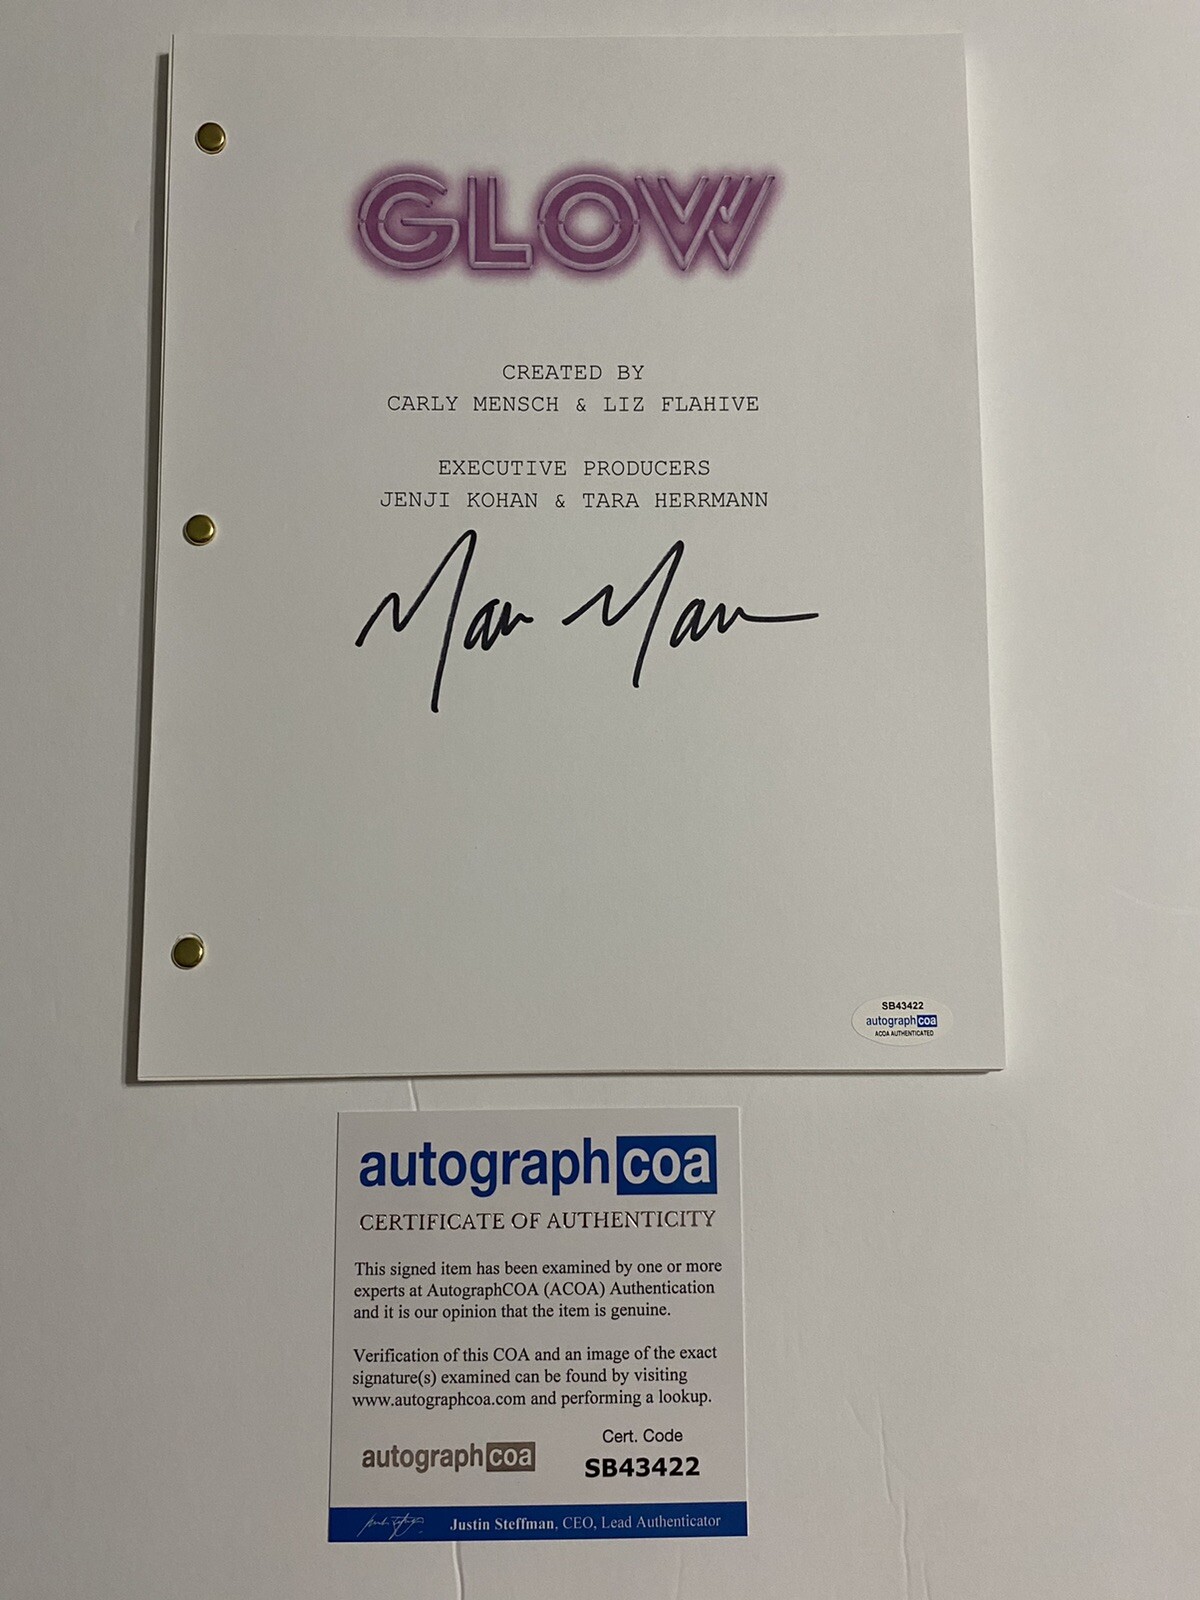 GLOW
CREATED BY
CARLY MENSCH & LIZ FLAHIVE
EXECUTIVE PRODUCERS
JENJI KOHAN & TARA HERRMANN
SB43422
autographcoa
ACOA AUTHENTICATED
autographcoa
CERTIFICATE OF AUTHENTICITY
This signed item has been examined by one or more
experts at AutographCOA (ACOA) Authentication
and it is our opinion that the item is genuine.
Verification of this COA and an image of the exact
signature(s) examined can be found by visiting
www.autographcoa.com and performing a lookup.
autographcoa
Cert. Code
SB43422
Justin Steffman, CEO, Lead Authenticator